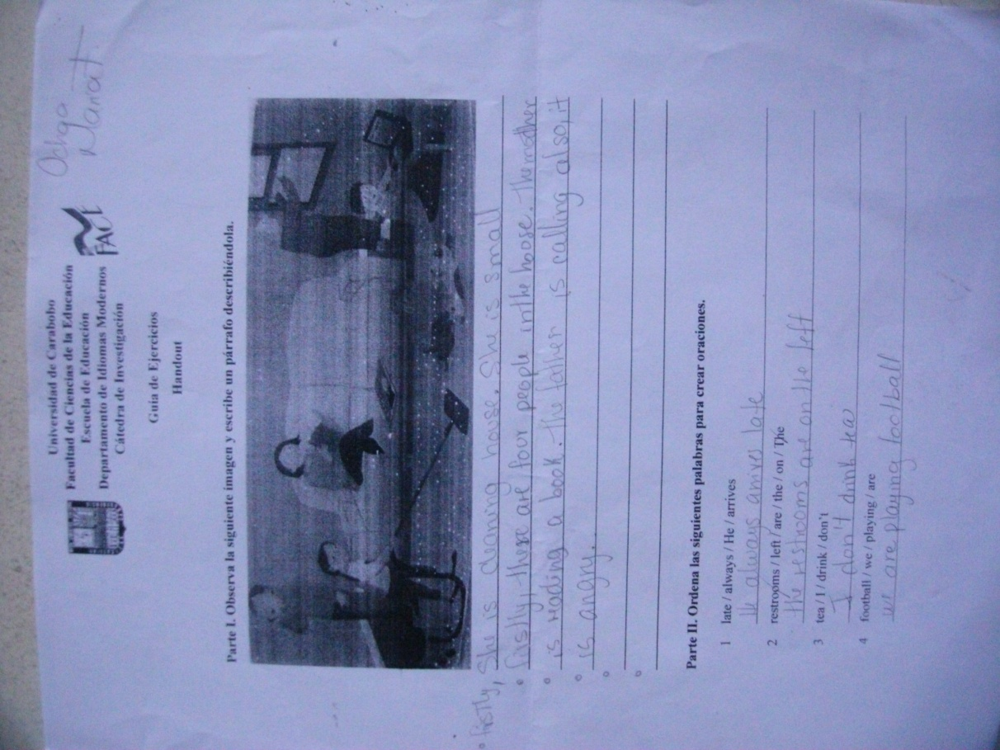 Universidad de Carabobo
Facultad de Ciencias de la Educación
Escuela de Educación
Departamento de Idiomas Modernos
Cátedra de Investigación
FACE
Ochoa
Guía de Ejercicios
Handout
Parte I. Observa la siguiente imagen y escribe un párrafo describiéndola.
• firstly, She is cleaning house. She is small
• firstly, there are four people in the hoose. The mother
is reading a book. The father is calling also, it
is angry.
Parte II. Ordena las siguientes palabras para crear oraciones.
1 late / always / He / arrives
He always arrives late
2 restrooms / left / are / the / on / The
the restrooms are on the left
3 tea / I / drink / don't
I don't drink tea
4 football / we / playing / are
we are playing football